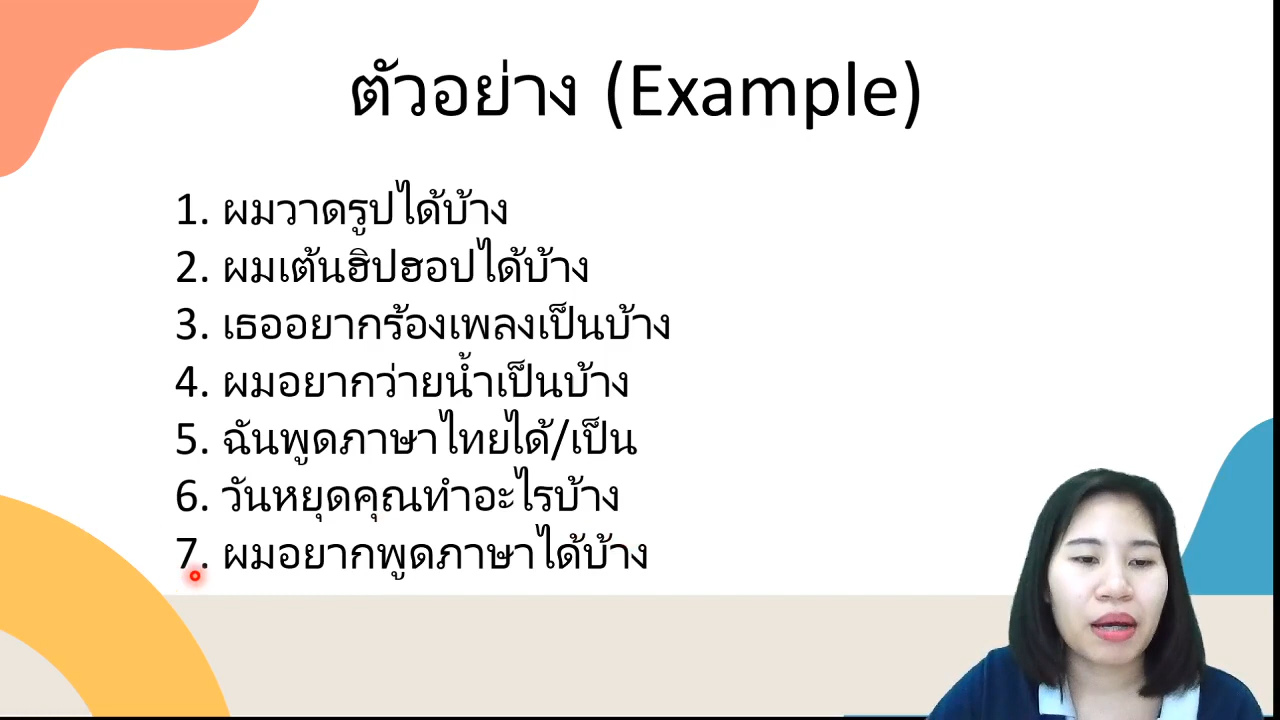 ตัวอย่าง (Example)
1. ผมวาดรูปได้บ้าง
2. ผมเต้นฮิปฮอปได้บ้าง
3. เธออยากร้องเพลงเป็นบ้าง
4. ผมอยากว่ายน้ำเป็นบ้าง
5. ฉันพูดภาษาไทยได้/เป็น
6. วันหยุดคุณทำอะไรบ้าง
7. ผมอยากพูดภาษาได้บ้าง